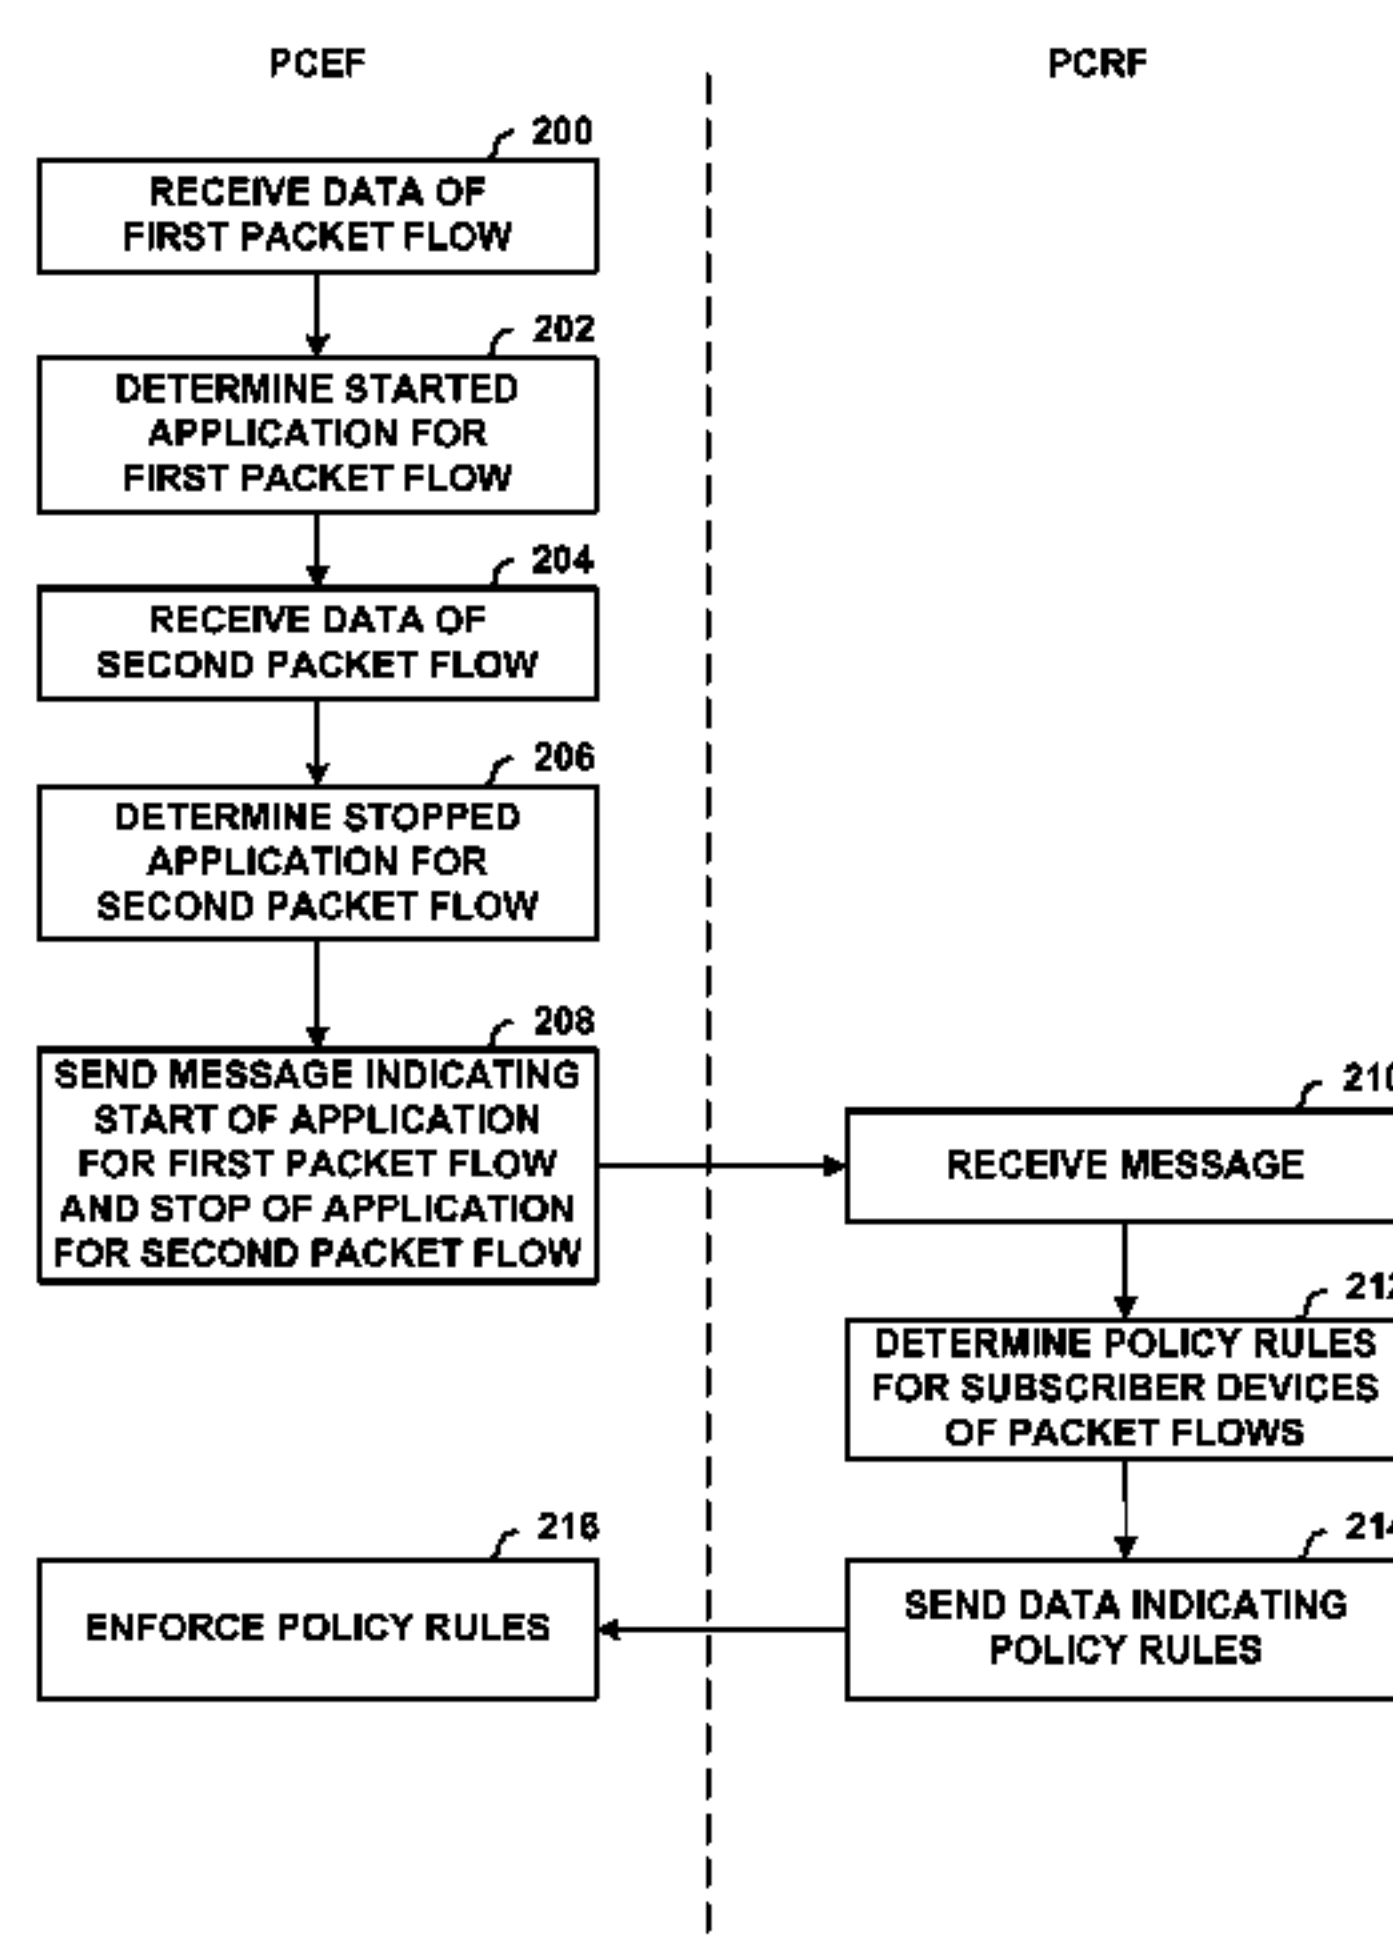 PCEF
PCRF
200
RECEIVE DATA OF
FIRST PACKET FLOW
202
DETERMINE STARTED
APPLICATION FOR
FIRST PACKET FLOW
204
RECEIVE DATA OF
SECOND PACKET FLOW
206
DETERMINE STOPPED
APPLICATION FOR
SECOND PACKET FLOW
208
SEND MESSAGE INDICATING
START OF APPLICATION
FOR FIRST PACKET FLOW
AND STOP OF APPLICATION
FOR SECOND PACKET FLOW
210
RECEIVE MESSAGE
212
DETERMINE POLICY RULES
FOR SUBSCRIBER DEVICES
OF PACKET FLOWS
214
SEND DATA INDICATING
POLICY RULES
216
ENFORCE POLICY RULES